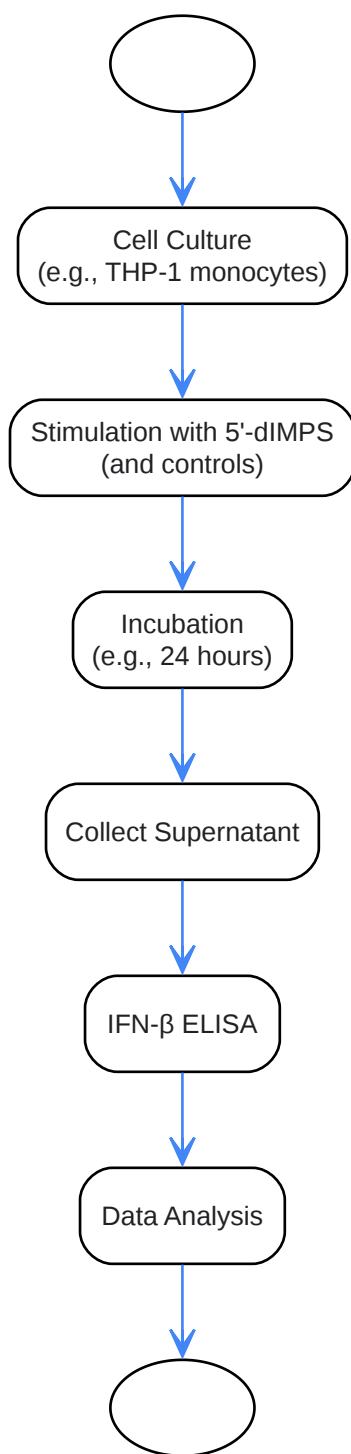 Cell Culture
(e.g., THP-1 monocytes)
Stimulation with 5'-dIMPS
(and controls)
Incubation
(e.g., 24 hours)
Collect Supernatant
IFN-β ELISA
Data Analysis